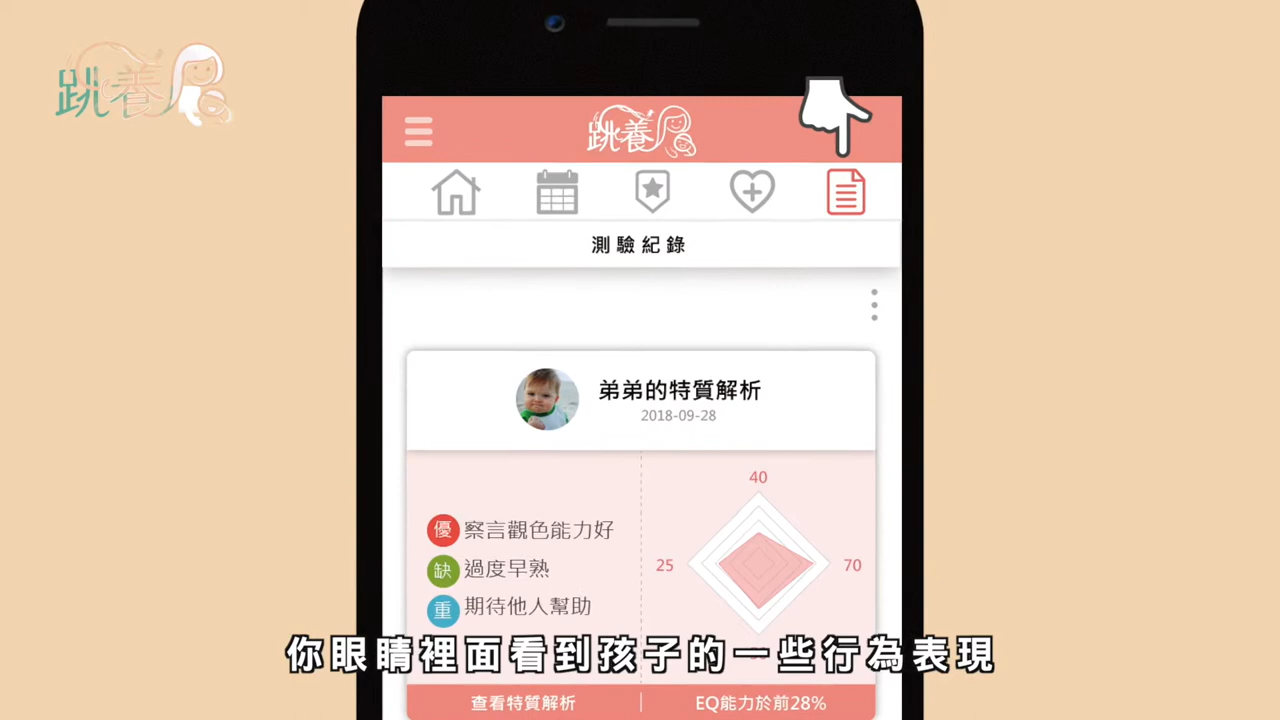 跳養
跳養
測驗紀錄
弟弟的特質解析
2018-09-28
優 察言觀色能力好
缺 過度早熟
重 期待他人幫助
40
25
70
你眼睛裡面看到孩子的一些行為表現
查看特質解析
EQ能力於前28%